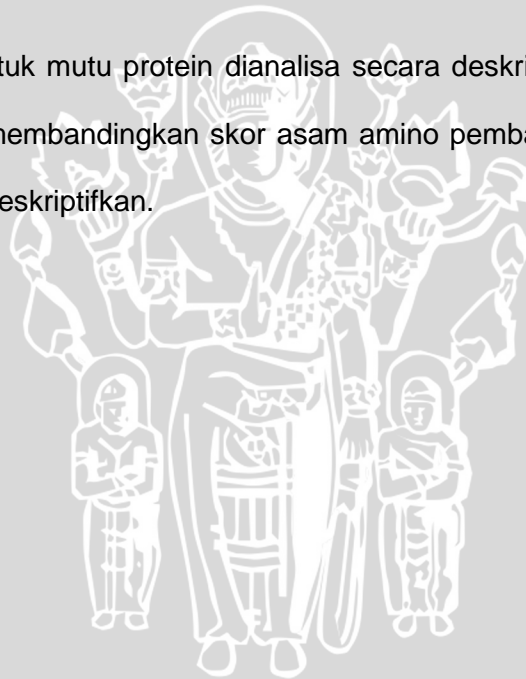 tuk mutu protein dianalisa secara deskri
membandingkan skor asam amino pemba
eskriptifkan.